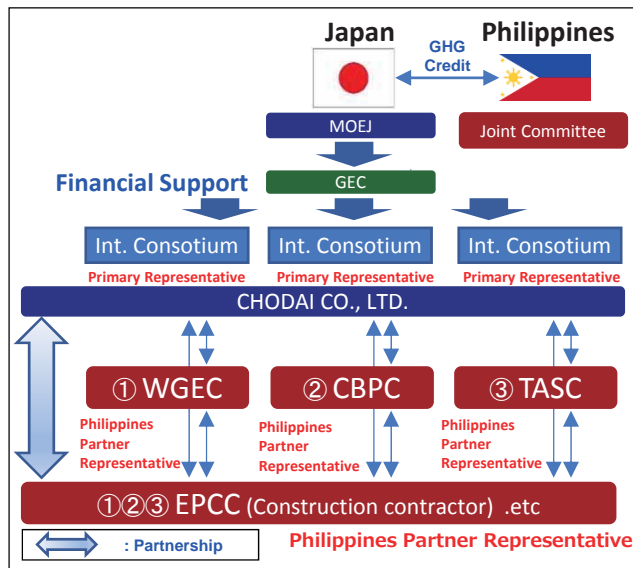 Japan
Philippines
GHG
Credit
MOEJ
Joint Committee
Financial Support
GEC
Int. Consotium
Int. Consotium
Int. Consotium
Primary Representative
Primary Representative
Primary Representative
CHODAI CO., LTD.
① WGEC
② CBPC
③ TASC
Philippines
Partner
Representative
Philippines
Partner
Representative
Philippines
Partner
Representative
①②③ EPCC (Construction contractor) .etc
: Partnership
Philippines Partner Representative